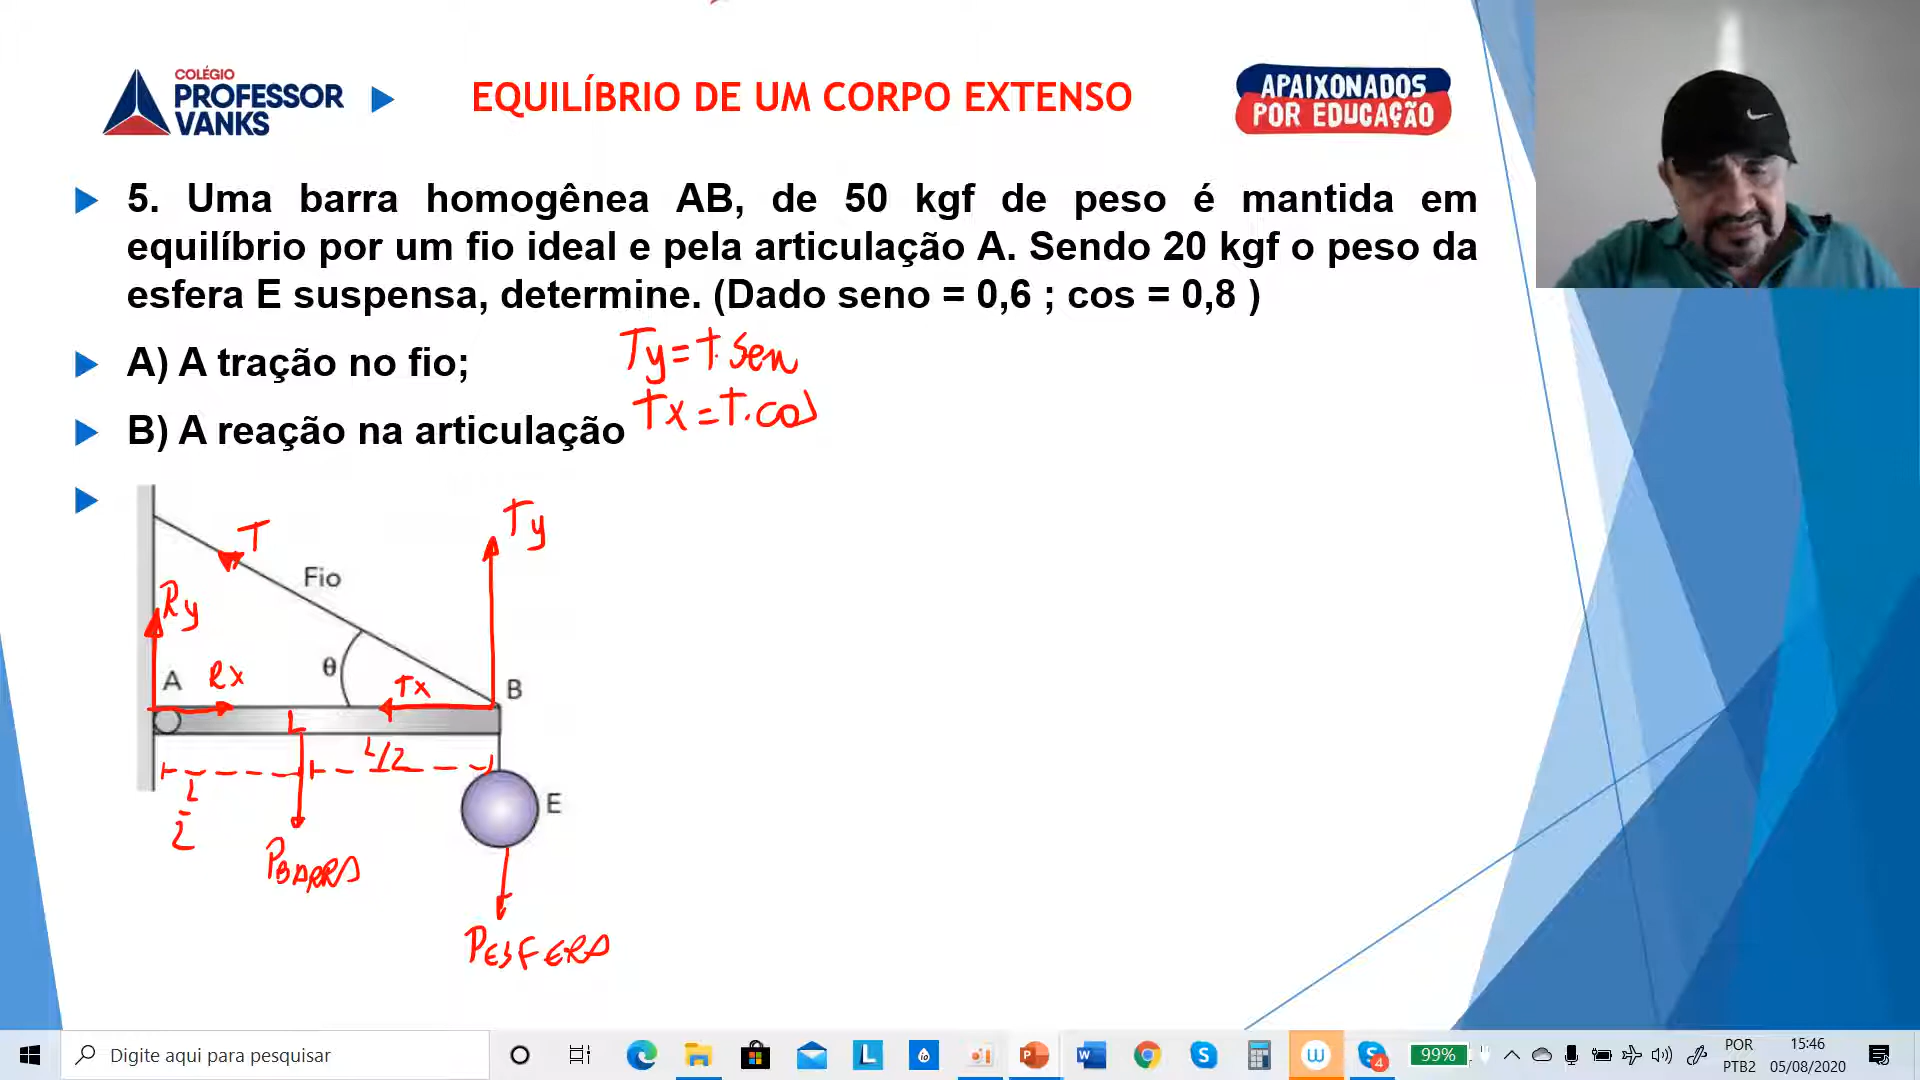 COLÉGIO
PROFESSOR
VANKS
EQUILÍBRIO DE UM CORPO EXTENSO
APAIXONADOS
POR EDUCAÇÃO
5. Uma barra homogênea AB, de 50 kgf de peso é mantida em
equilíbrio por um fio ideal e pela articulação A. Sendo 20 kgf o peso da
esfera E suspensa, determine. (Dado seno = 0,6 ; cos = 0,8 )
A) A tração no fio;
Ty = T. Sen
Tx = T. cos
B) A reação na articulação
T
Ty
Fio
Ry
θ
A
Rx
Tx
B
L
L/2
L
2
E
PBARRA
PESFERA
Digite aqui para pesquisar
99%
POR
PTB2
15:46
05/08/2020
4